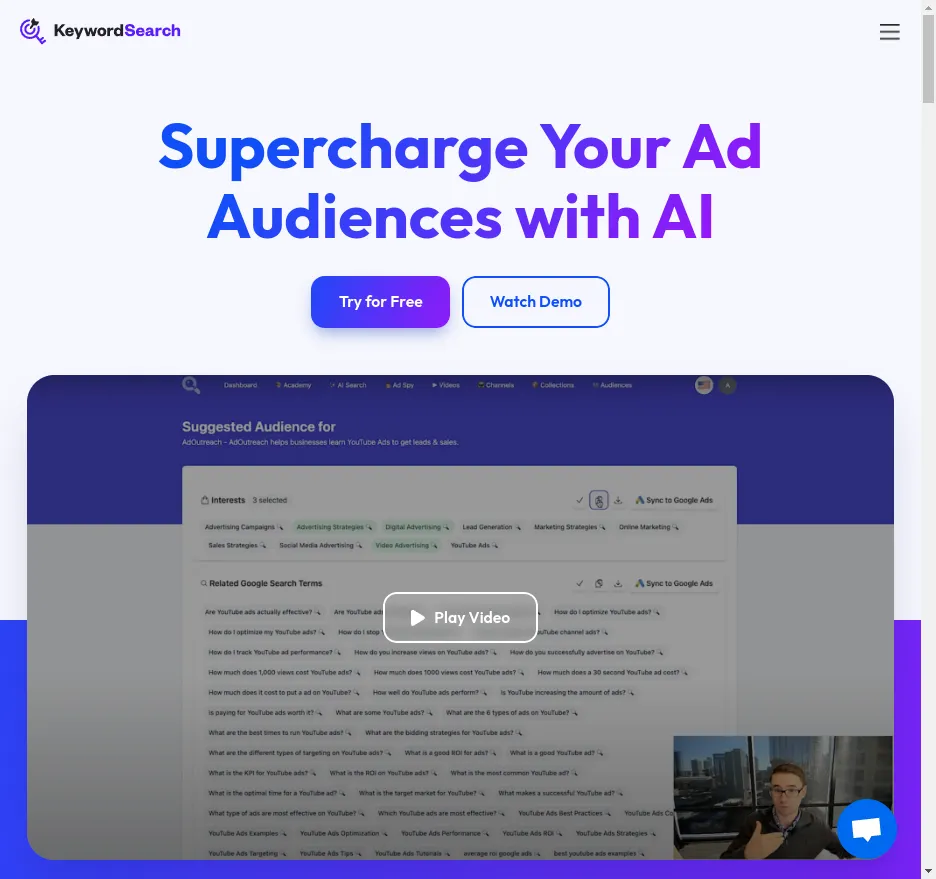 KeywordSearch
Supercharge Your Ad
Audiences with AI
Try for Free
Watch Demo
Dashboard Academy AI Search Ad Spy Videos Channels Collections Audiences A
Suggested Audience for
AdOutreach - AdOutreach helps businesses learn YouTube Ads to get leads & sales.
Interests 3 selected Sync to Google Ads
Advertising Campaigns Advertising Strategies Digital Advertising Lead Generation Marketing Strategies Online Marketing
Sales Strategies Social Media Advertising Video Advertising YouTube Ads
Related Google Search Terms Sync to Google Ads
Are YouTube ads actually effective? Are YouTube ads How do I optimize YouTube ads?
Play Video
How do I optimize my YouTube ads? How do I stop YouTube channel ads?
How do I track YouTube ad performance? How do you increase views on YouTube ads? How do you successfully advertise on YouTube?
How much does 1,000 views cost YouTube ads? How much does 1000 views cost YouTube ads? How much does a 30 second YouTube ad cost?
How much does it cost to put a ad on YouTube? How well do YouTube ads perform? Is YouTube increasing the amount of ads?
Is paying for YouTube ads worth it? What are some YouTube ads? What are the 6 types of ads on YouTube?
What are the best times to run YouTube ads? What are the bidding strategies for YouTube ads?
What are the different types of targeting on YouTube ads? What is a good ROI for ads? What is a good YouTube ad?
What is the KPI for YouTube ads? What is the ROI on YouTube ads? What is the most common YouTube ad?
What is the optimal time for a YouTube ad? What is the target market for YouTube? What makes a successful YouTube ad?
What type of ads are most effective on YouTube? Which YouTube ads are most effective? YouTube Ads Best Practices YouTube Ads
YouTube Ads Examples YouTube Ads Optimization YouTube Ads Performance YouTube Ads ROI YouTube Ads Strategies
YouTube Ads Targeting YouTube Ads Tips YouTube Ads Tutorials average roi google ads best youtube ads examples